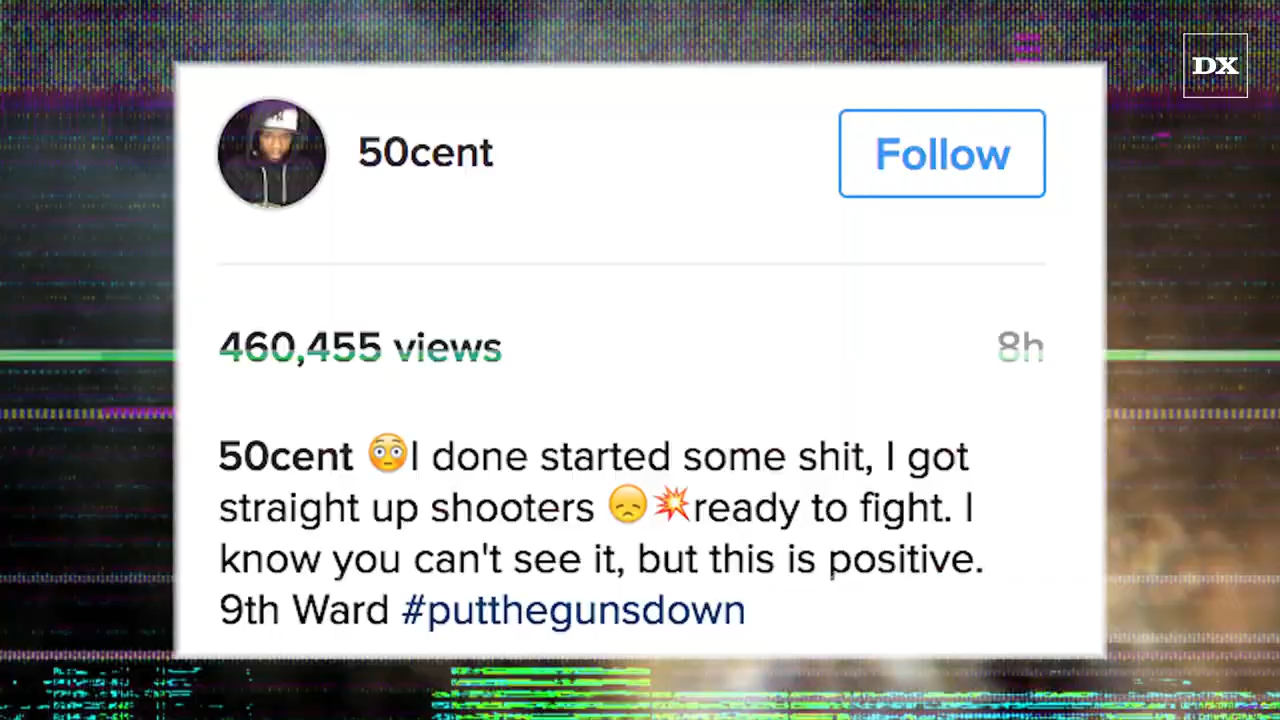 DX
50cent
Follow
460,455 views
8h
50cent 😳I done started some shit, I got
straight up shooters 😞💥ready to fight. I
know you can't see it, but this is positive.
9th Ward #putthegunsdown